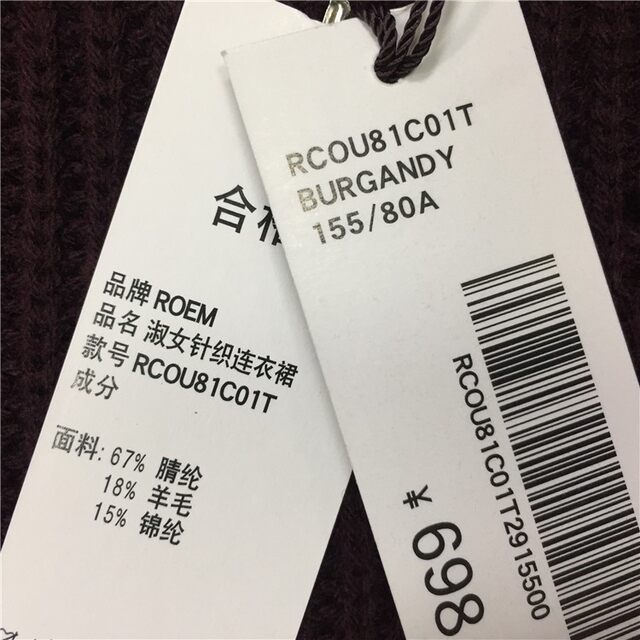 合格
品牌 ROEM
品名 淑女针织连衣裙
款号 RCOU81C01T
成分
面料: 67% 腈纶
18% 羊毛
15% 锦纶
RCOU81C01T
BURGANDY
155/80A
RCOU81C01T2915500
¥ 698